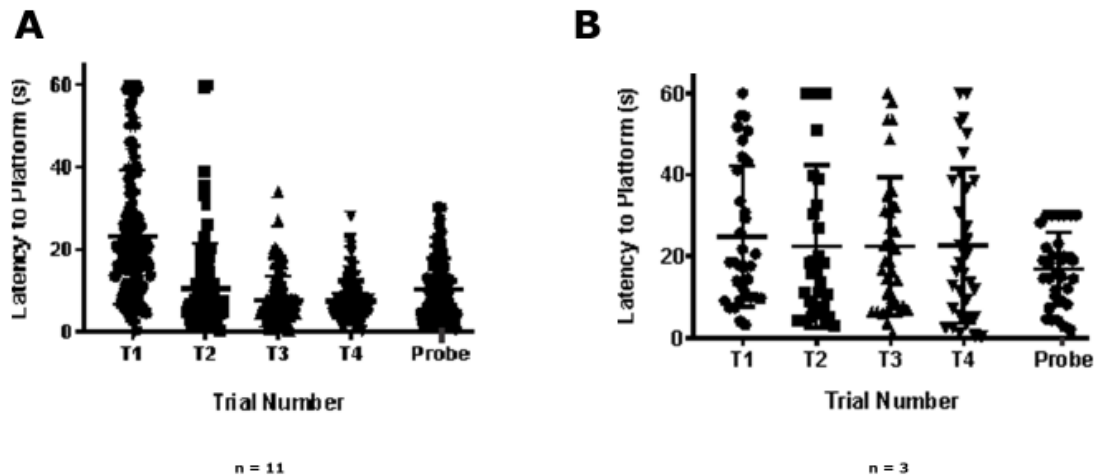 A
Latency to Platform (s)
60
40
20
0
T1 T2 T3 T4 Probe
Trial Number
n = 11
B
Latency to Platform (s)
60
40
20
0
T1 T2 T3 T4 Probe
Trial Number
n = 3